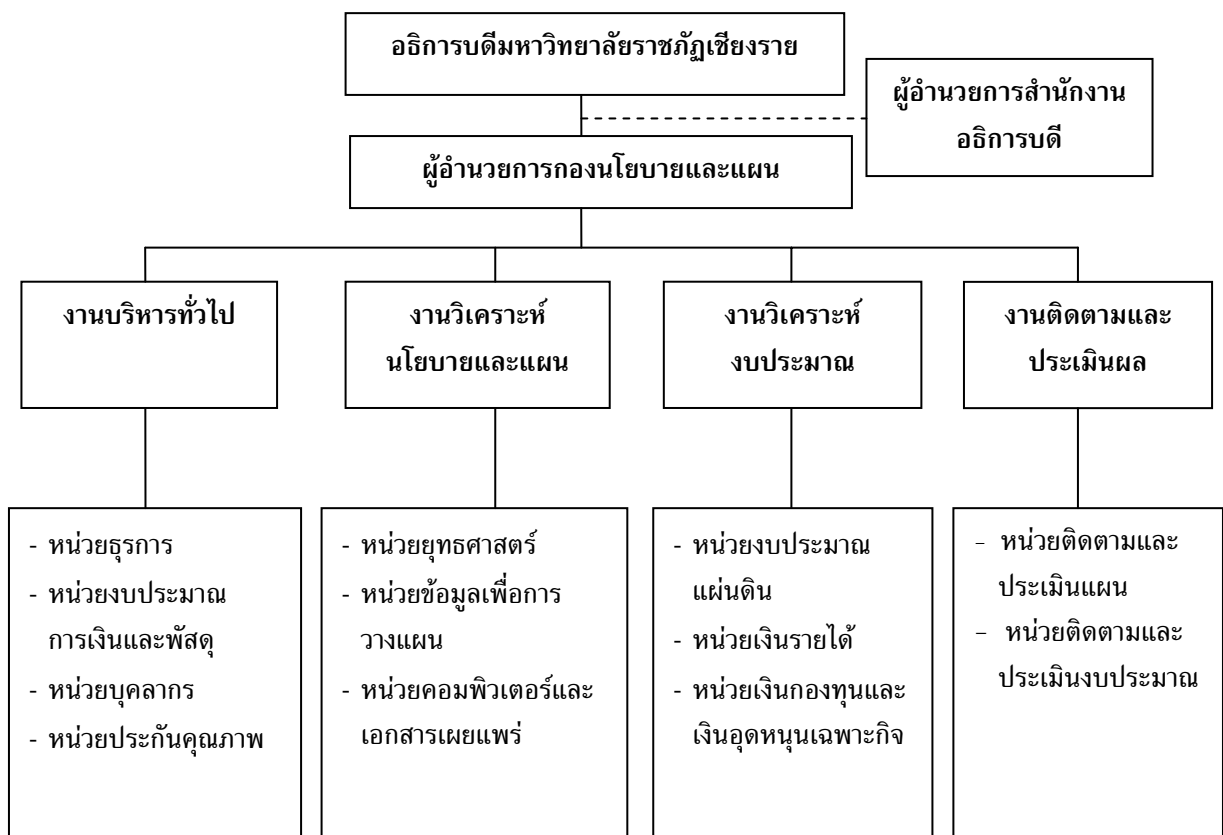 อธิการบดีมหาวิทยาลัยราชภัฏเชียงราย
ผู้อำนวยการสำนักงาน
อธิการบดี
ผู้อำนวยการกองนโยบายและแผน
งานบริหารทั่วไป
งานวิเคราะห์
นโยบายและแผน
งานวิเคราะห์
งบประมาณ
งานติดตามและ
ประเมินผล
- หน่วยธุรการ
- หน่วยงบประมาณ
การเงินและพัสดุ
- หน่วยบุคลากร
- หน่วยประกันคุณภาพ
- หน่วยยุทธศาสตร์
- หน่วยข้อมูลเพื่อการ
วางแผน
- หน่วยคอมพิวเตอร์และ
เอกสารเผยแพร่
- หน่วยงบประมาณ
แผ่นดิน
- หน่วยเงินรายได้
- หน่วยเงินกองทุนและ
เงินอุดหนุนเฉพาะกิจ
- หน่วยติดตามและ
ประเมินแผน
- หน่วยติดตามและ
ประเมินงบประมาณ